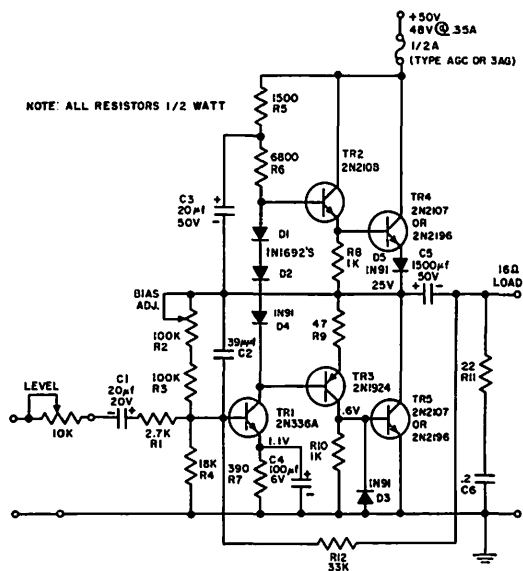 +50V
48V @ .35A
1/2A
(TYPE AGC OR 3AG)
NOTE: ALL RESISTORS 1/2 WATT
1500
R5
6800
R6
TR2
2N2108
TR4
2N2107
OR
2N2196
C3
20µf
50V
+
-
D1
1N1692'S
D2
R8
1K
D5
1N91
C5
1500µf
50V
25V
+ -
16Ω
LOAD
BIAS
ADJ.
100K
R2
39µµf
C2
1N91
D4
47
R9
100K
R3
TR3
2N1924
22
R11
LEVEL
10K
C1
20µf
20V
- +
2.7K
R1
TR1
2N336A
.6V
TR5
2N2107
OR
2N2196
18K
R4
390
R7
1.1V
C4
100µf
6V
+
-
R10
1K
1N91
D3
.2
C6
R12
33K